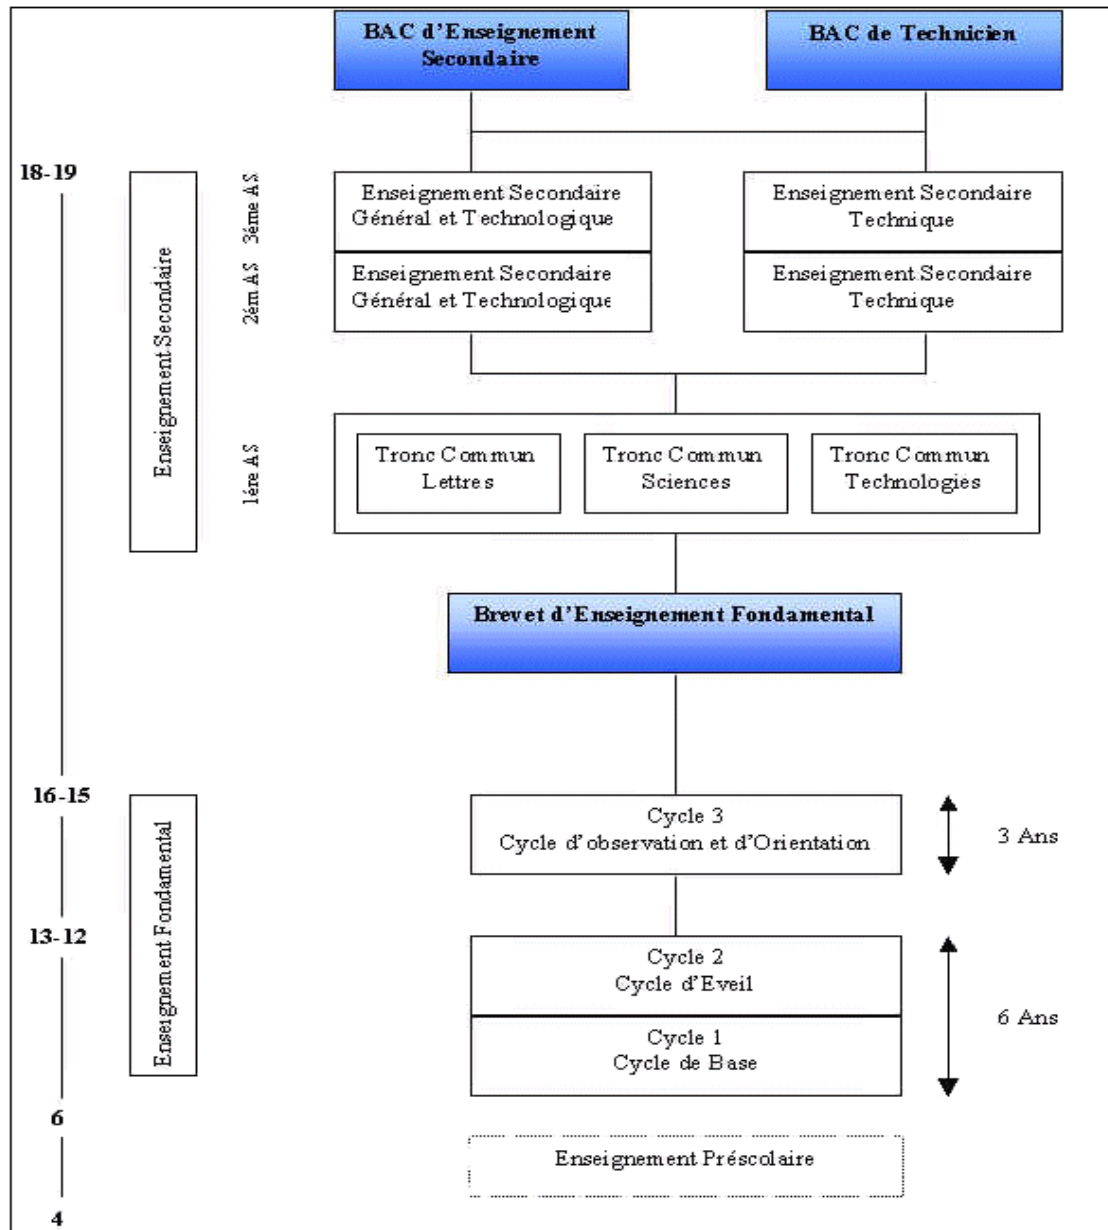 BAC d'Enseignement
Secondaire
BAC de Technicien
18-19
Enseignement Secondaire
3éme AS
Enseignement Secondaire
Général et Technologique
Enseignement Secondaire
Technique
2ém AS
Enseignement Secondaire
Général et Technologique
Enseignement Secondaire
Technique
1ére AS
Tronc Commun
Lettres
Tronc Commun
Sciences
Tronc Commun
Technologies
Brevet d'Enseignement Fondamental
16-15
Enseignement Fondamental
Cycle 3
Cycle d'observation et d'Orientation
3 Ans
13-12
Cycle 2
Cycle d'Eveil
6 Ans
Cycle 1
Cycle de Base
6
Enseignement Préscolaire
4